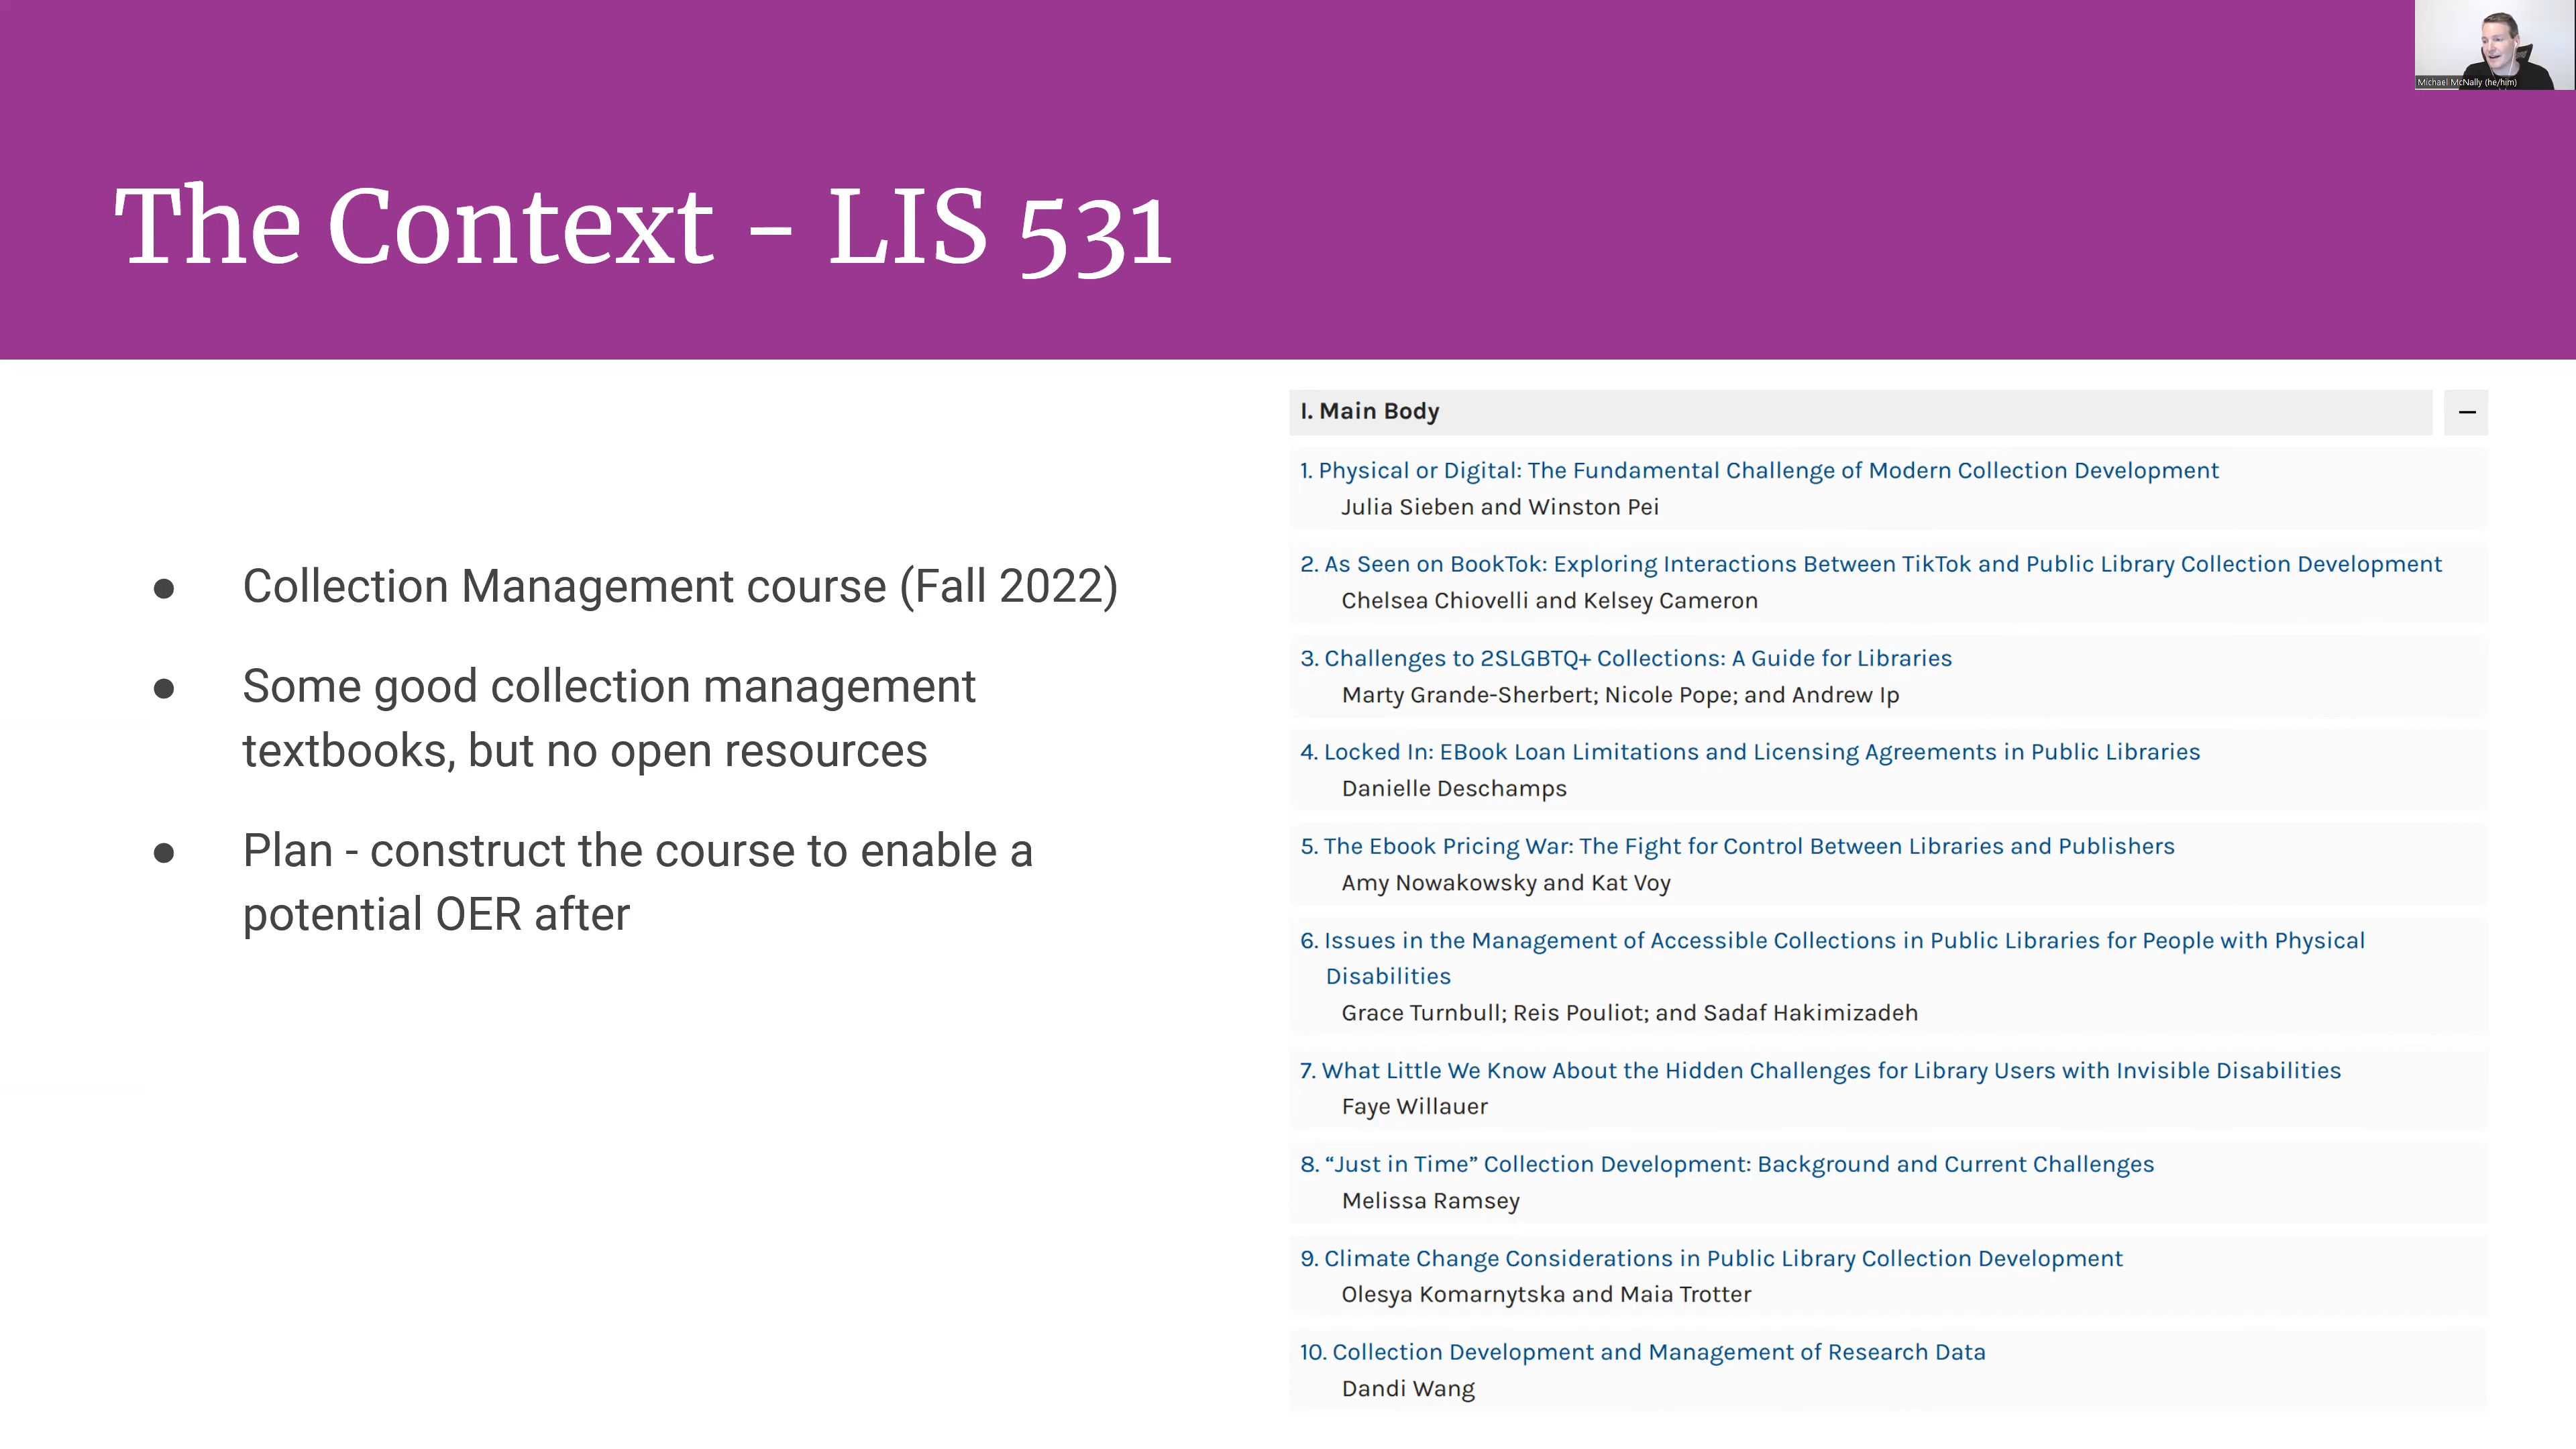 Michael McNally (he/him)
The Context - LIS 531
● Collection Management course (Fall 2022)
● Some good collection management
textbooks, but no open resources
● Plan - construct the course to enable a
potential OER after
I. Main Body
1. Physical or Digital: The Fundamental Challenge of Modern Collection Development
Julia Sieben and Winston Pei
2. As Seen on BookTok: Exploring Interactions Between TikTok and Public Library Collection Development
Chelsea Chiovelli and Kelsey Cameron
3. Challenges to 2SLGBTQ+ Collections: A Guide for Libraries
Marty Grande-Sherbert; Nicole Pope; and Andrew Ip
4. Locked In: EBook Loan Limitations and Licensing Agreements in Public Libraries
Danielle Deschamps
5. The Ebook Pricing War: The Fight for Control Between Libraries and Publishers
Amy Nowakowsky and Kat Voy
6. Issues in the Management of Accessible Collections in Public Libraries for People with Physical
Disabilities
Grace Turnbull; Reis Pouliot; and Sadaf Hakimizadeh
7. What Little We Know About the Hidden Challenges for Library Users with Invisible Disabilities
Faye Willauer
8. “Just in Time” Collection Development: Background and Current Challenges
Melissa Ramsey
9. Climate Change Considerations in Public Library Collection Development
Olesya Komarnytska and Maia Trotter
10. Collection Development and Management of Research Data
Dandi Wang